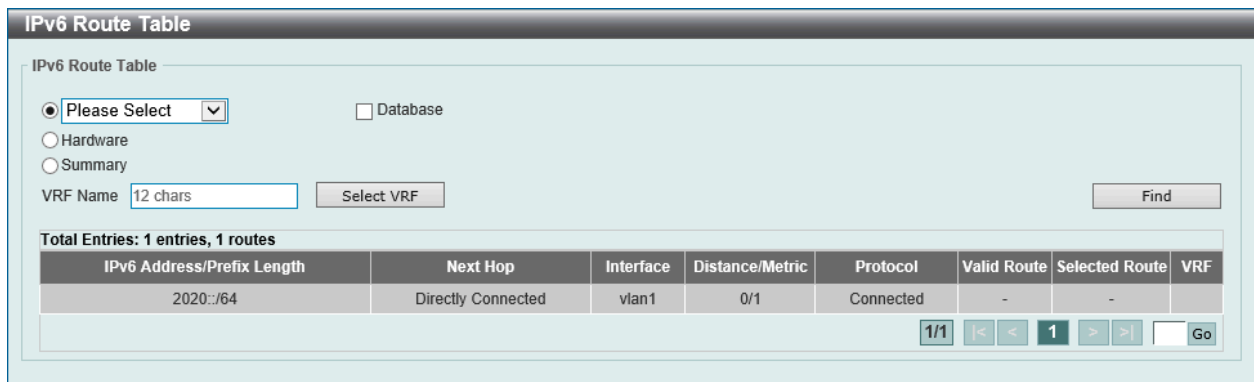 IPv6 Route Table
IPv6 Route Table
Please Select Database
Hardware
Summary
VRF Name 12 chars Select VRF Find
Total Entries: 1 entries, 1 routes
IPv6 Address/Prefix Length Next Hop Interface Distance/Metric Protocol Valid Route Selected Route VRF
2020::/64 Directly Connected vlan1 0/1 Connected - -
1/1 |< < 1 > >| Go